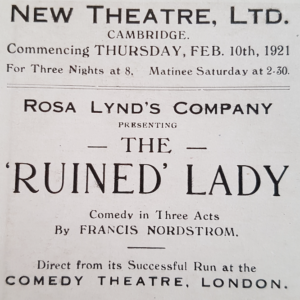 NEW THEATRE, LTD.
CAMBRIDGE.
Commencing THURSDAY, FEB. 10th, 1921
For Three Nights at 8, Matinee Saturday at 2-30.
ROSA LYND'S COMPANY
PRESENTING
— THE —
'RUINED' LADY
Comedy in Three Acts
By FRANCIS NORDSTROM.
Direct from its Successful Run at the
COMEDY THEATRE, LONDON.